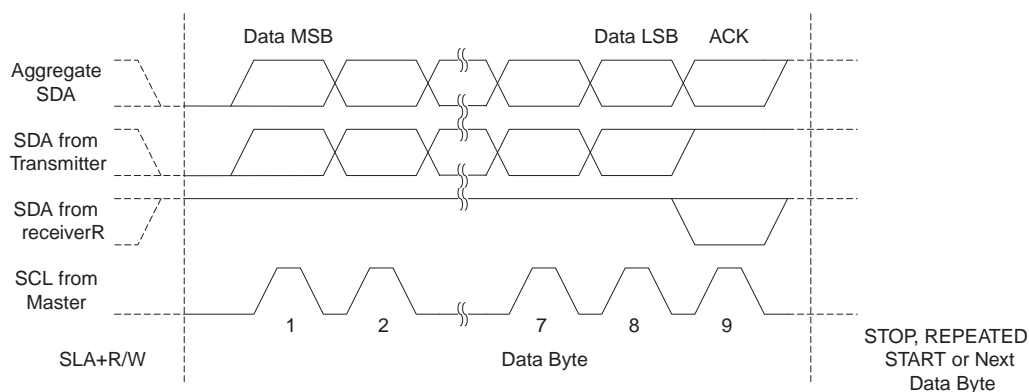 Data MSB
Data LSB
ACK
Aggregate
SDA
SDA from
Transmitter
SDA from
receiverR
SCL from
Master
1
2
7
8
9
SLA+R/W
Data Byte
STOP, REPEATED
START or Next
Data Byte